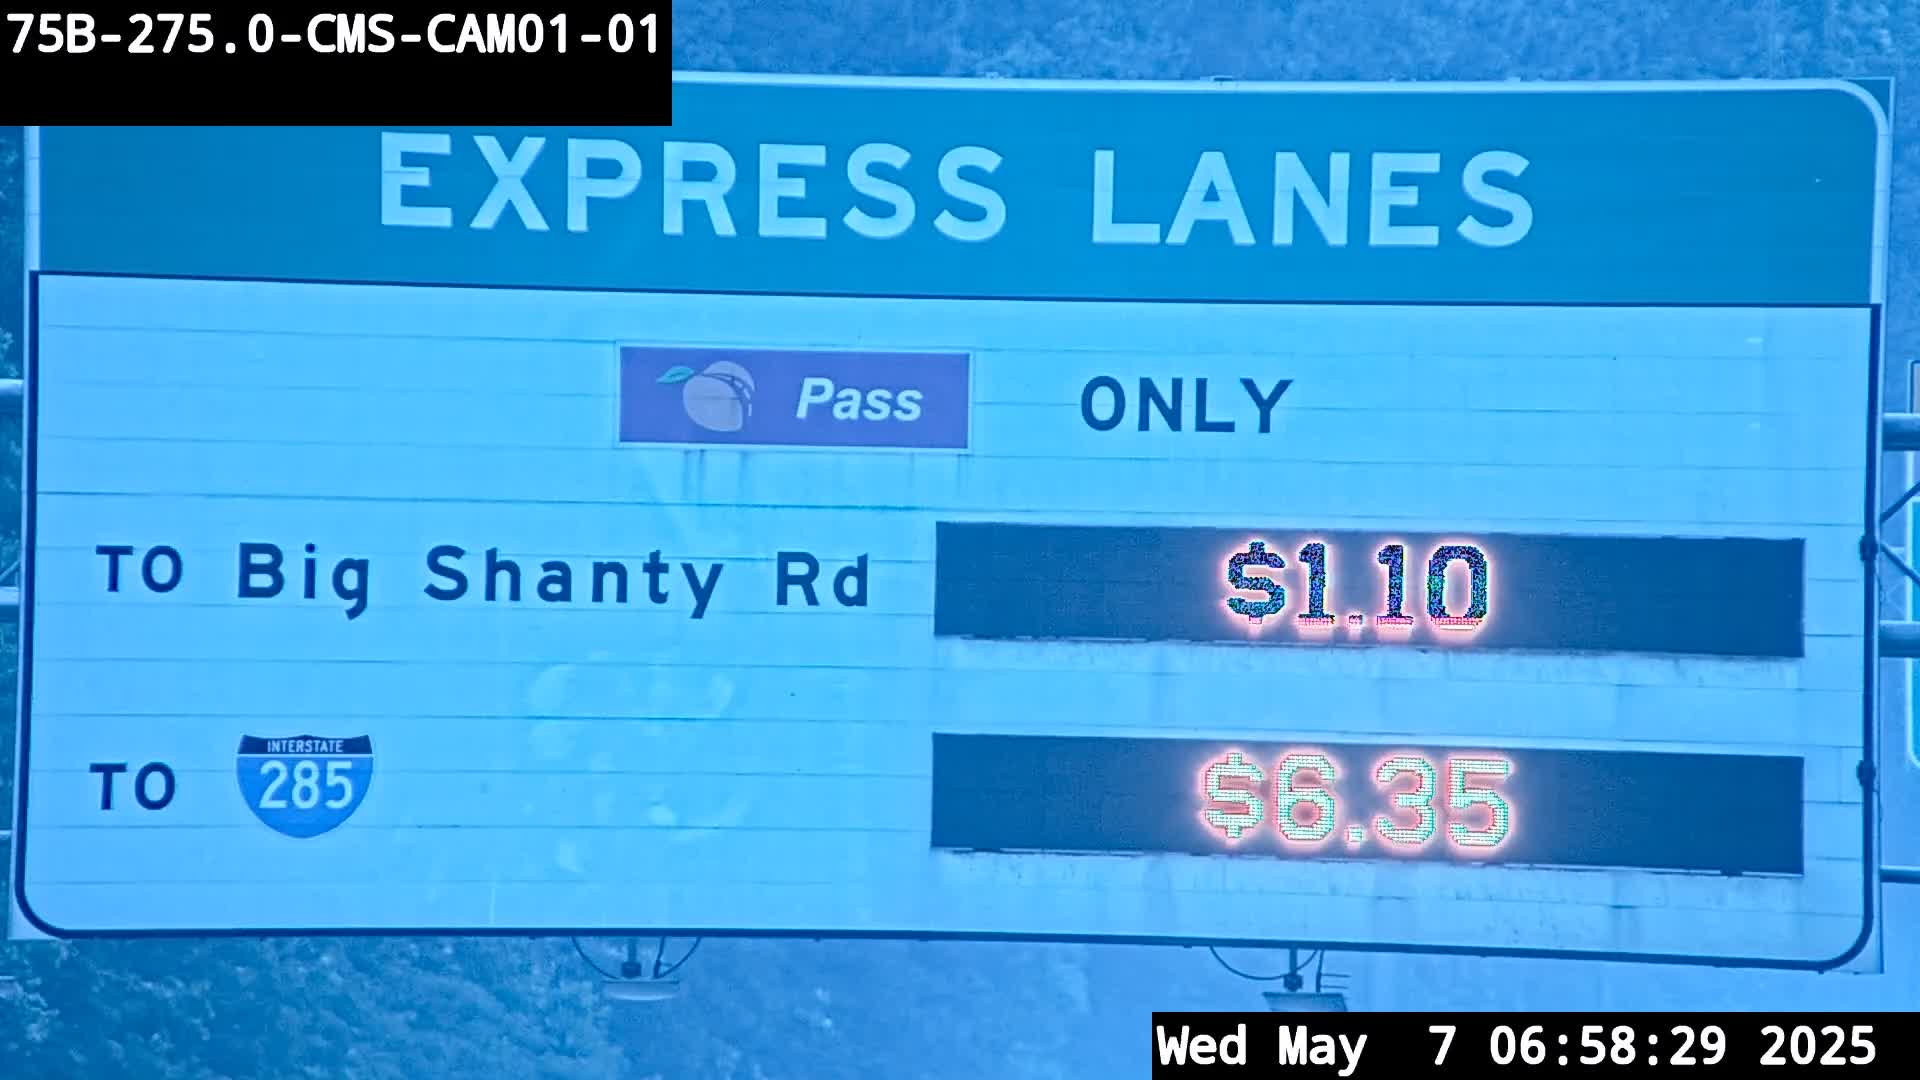 75B-275.0-CMS-CAM01-01
EXPRESS LANES
Pass ONLY
TO Big Shanty Rd $1.10
TO INTERSTATE 285 $6.35
Wed May 7 06:58:29 2025